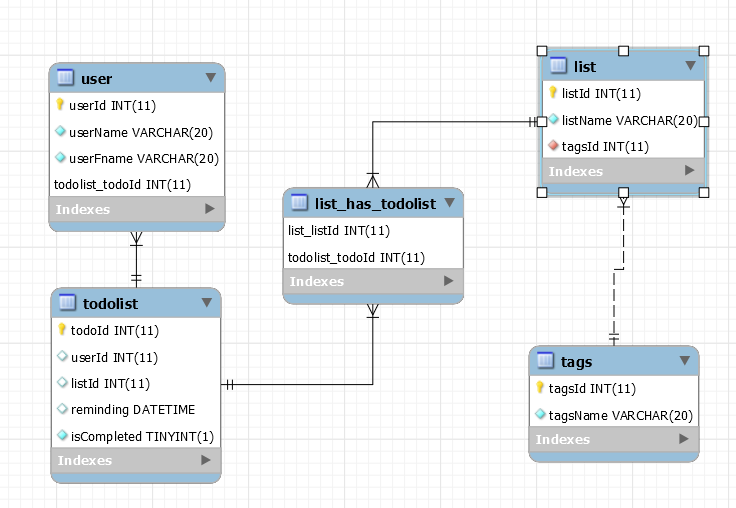 user
userId INT(11)
userName VARCHAR(20)
userFname VARCHAR(20)
todolist_todoId INT(11)
Indexes
list
listId INT(11)
listName VARCHAR(20)
tagsId INT(11)
Indexes
list_has_todolist
list_listId INT(11)
todolist_todoId INT(11)
Indexes
todolist
todoId INT(11)
userId INT(11)
listId INT(11)
reminding DATETIME
isCompleted TINYINT(1)
Indexes
tags
tagsId INT(11)
tagsName VARCHAR(20)
Indexes